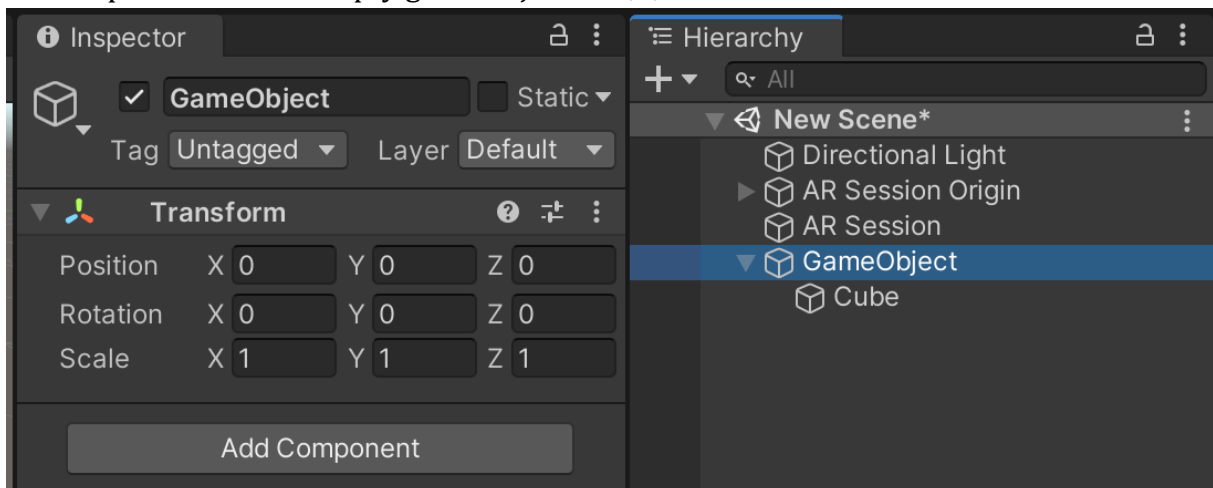 Inspector
GameObject
Static
Tag Untagged Layer Default
Transform
Position X 0 Y 0 Z 0
Rotation X 0 Y 0 Z 0
Scale X 1 Y 1 Z 1
Add Component
Hierarchy
All
New Scene*
Directional Light
AR Session Origin
AR Session
GameObject
Cube